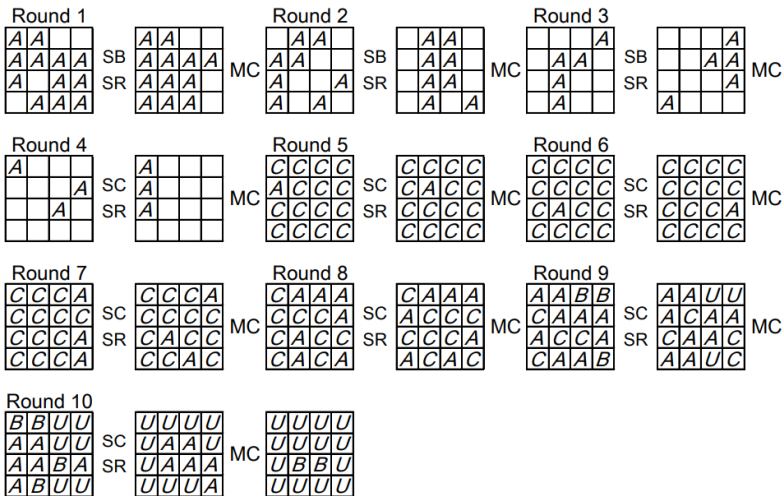 Round 1 Round 2 Round 3
A A A A A A A A A A
A A A A SB A A A A A A SB A A A A SB A A
A A A SR A A A MC A A SR A A MC A SR A MC
A A A A A A A A A A A A
Round 4 Round 5 Round 6
A A C C C C C C C C C C C C C C C C
A SC A A C C C SC C A C C C C C C SC C C C C
A SR A MC C C C C SR C C C C MC C A C C SR C C C A MC
C C C C C C C C C C C C C C C C
Round 7 Round 8 Round 9
C C C A C C C A C A A A C A A A A A B B A A U U
C C C C SC C C C C C C C A SC A C C C C A A A SC A C A A
C C C A SR C A C C MC C A C C SR C C C A MC A C C A SR C A A C MC
C C C A C C A C C A C A A C A C C A A B A A U C
Round 10
B B U U U U U U U U U U
A A U U SC U A A U U U U U
A A B A SR U A A A MC U B B U
A B U U U U U A U U U U